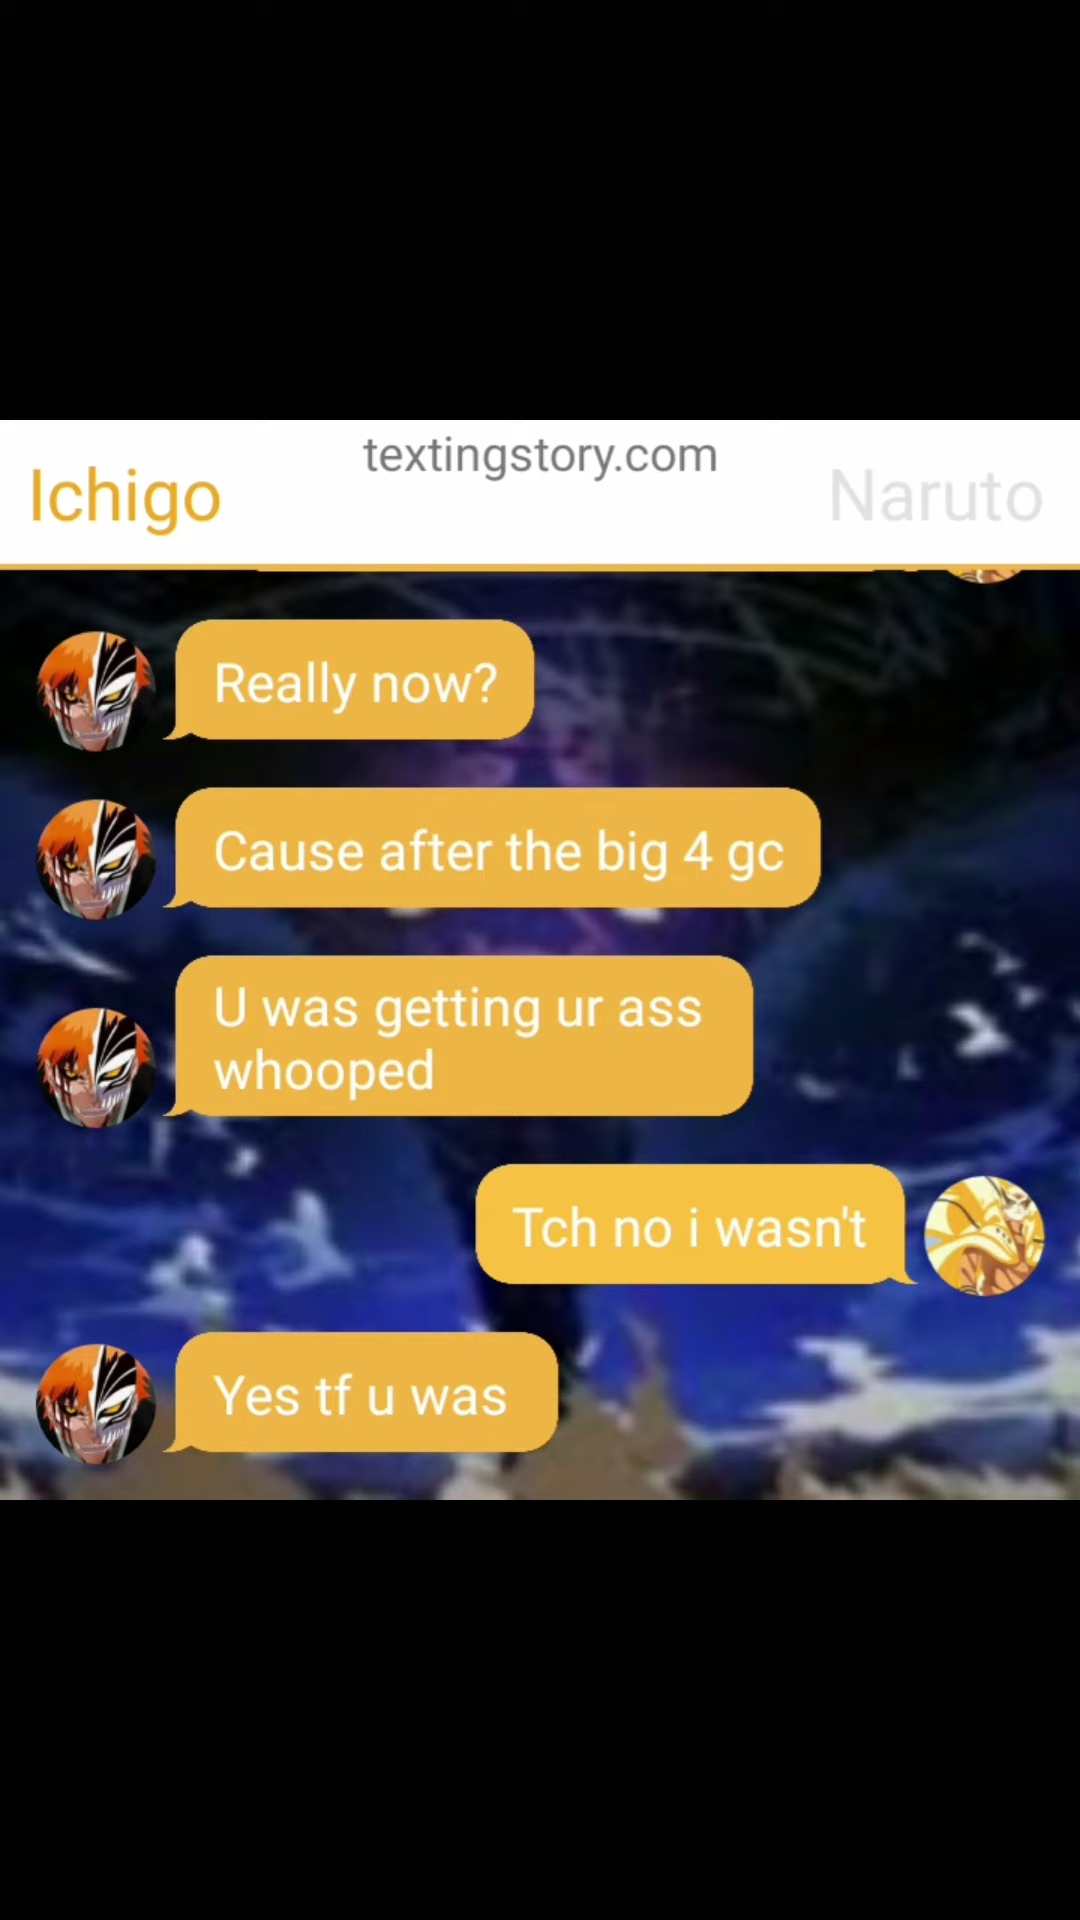 textingstory.com
Ichigo
Naruto
Really now?
Cause after the big 4 gc
U was getting ur ass
whooped
Tch no i wasn't
Yes tf u was